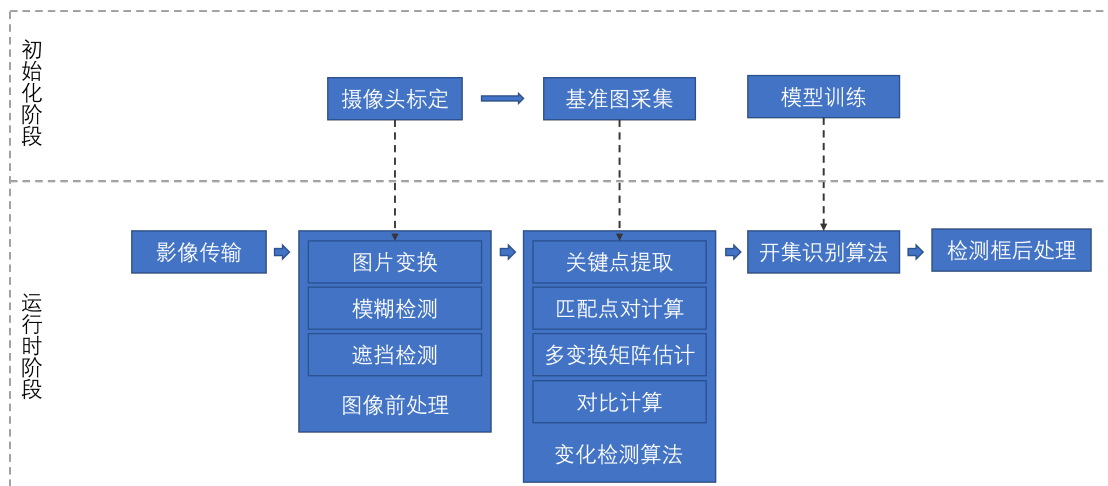 初始化阶段
摄像头标定
基准图采集
模型训练
运行时阶段
影像传输
图片变换
模糊检测
遮挡检测
图像前处理
关键点提取
匹配点对计算
多变换矩阵估计
对比计算
变化检测算法
开集识别算法
检测框后处理